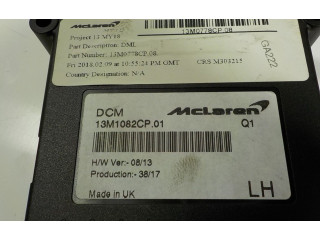 McLaren
Project 13 MY88
13M0778CP.08
Part Description: DML
Part Number: 13M0778CP.08
Fri 2018.02.09 at 10:55:24 PM GMT CRS M303215
Country Designation: N/A
GA222
DCM McLaren
13M1082CP.01 Q1
H/W Ver:- 08/13
Production:- 38/17
Made in UK LH